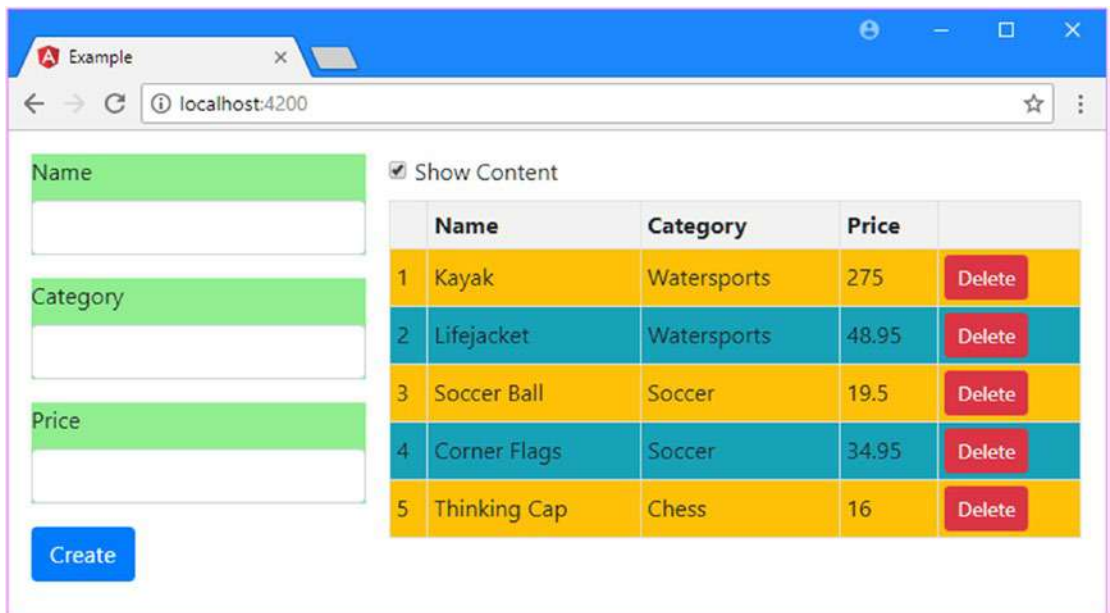 Example
localhost:4200
Name
Category
Price
Create
Show Content
Name Category Price
1 Kayak Watersports 275 Delete
2 Lifejacket Watersports 48.95 Delete
3 Soccer Ball Soccer 19.5 Delete
4 Corner Flags Soccer 34.95 Delete
5 Thinking Cap Chess 16 Delete